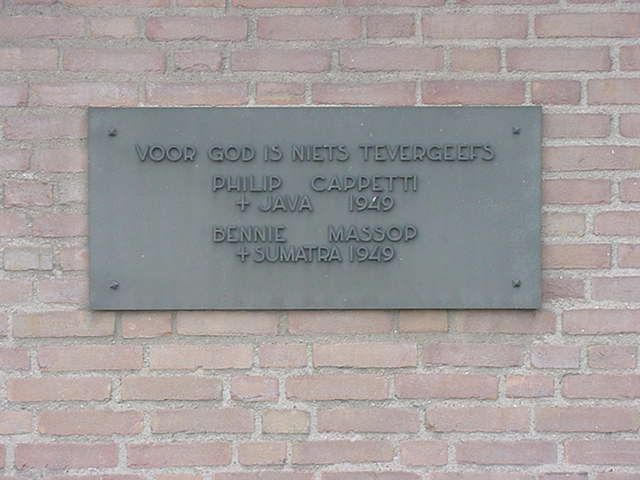 VOOR GOD IS NIETS TEVERGEEFS
PHILIP CAPPETTI
+ JAVA 1949
BENNIE MASSOP
+ SUMATRA 1949